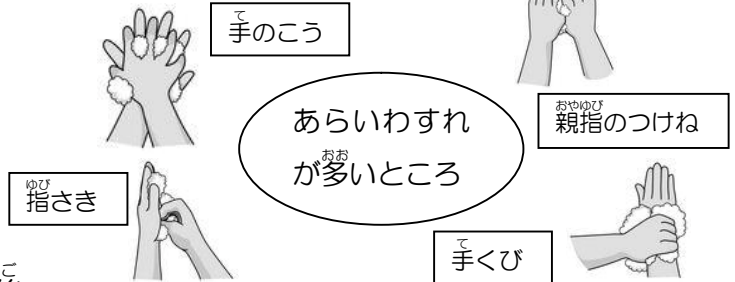 手のこう
あらいわすれ
が多いところ
親指のつけね
指さき
手くび